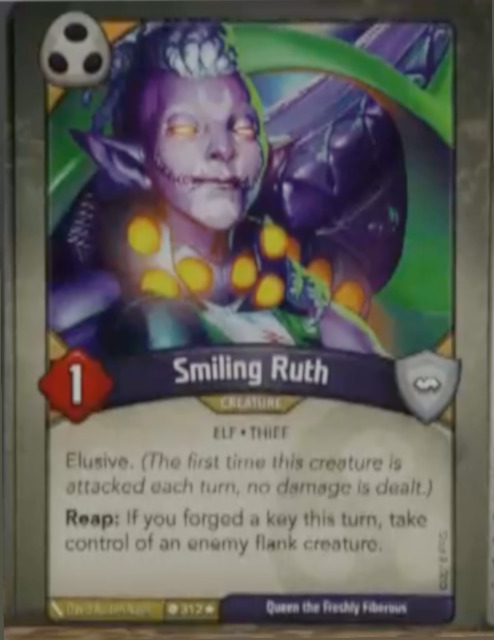 Smiling Ruth
1
CREATURE
ELF • THIEF
Elusive. (The first time this creature is
attacked each turn, no damage is dealt.)
Reap: If you forged a key this turn, take
control of an enemy flank creature.
312
Queen the Freshly Fiberous